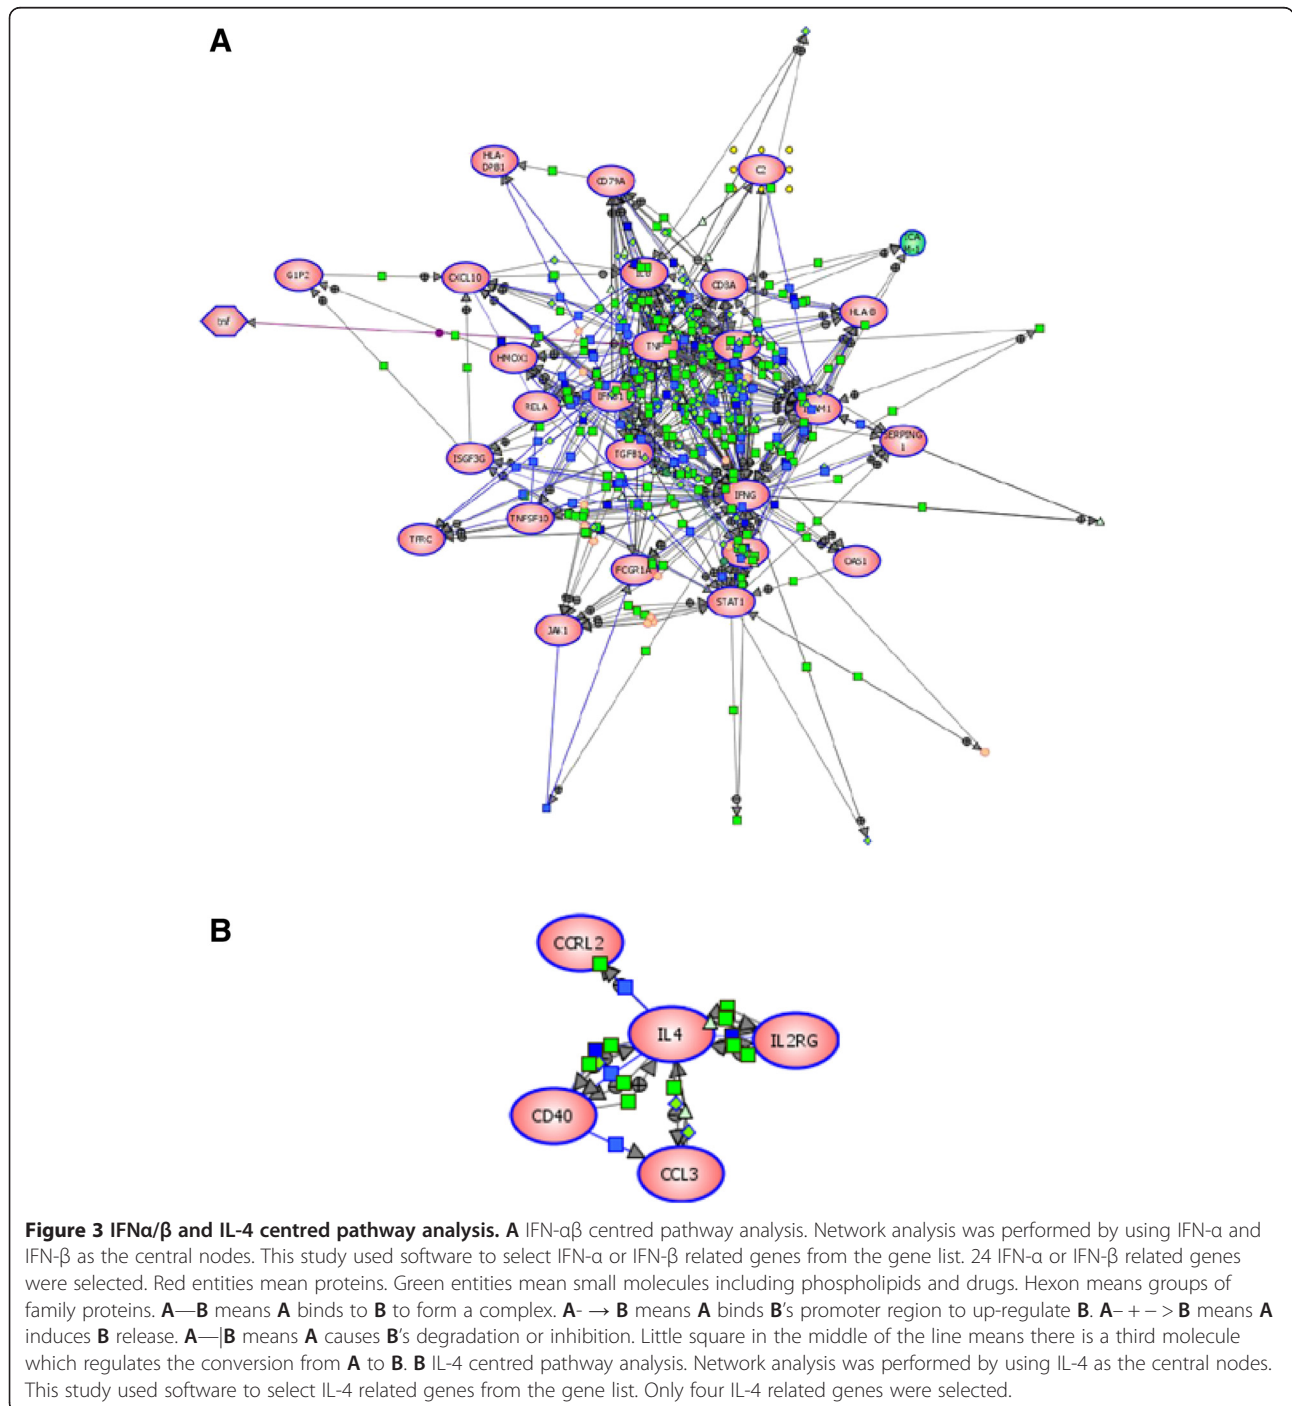 A
HLA-
DPB1
CD79A
C2
G1P2
CXCL10
IL8
CD8A
HLA-B
tnf
HMOX1
TNF
RELA
IFNB1
ISGF3G
TGFB1
SERPING
1
IFNG
TNFSF10
TFRC
FCGR1A
OAS1
STAT1
JAK1
B
CCRL2
IL4
IL2RG
CD40
CCL3
Figure 3 IFNα/β and IL-4 centred pathway analysis. A IFN-αβ centred pathway analysis. Network analysis was performed by using IFN-α and
IFN-β as the central nodes. This study used software to select IFN-α or IFN-β related genes from the gene list. 24 IFN-α or IFN-β related genes
were selected. Red entities mean proteins. Green entities mean small molecules including phospholipids and drugs. Hexon means groups of
family proteins. A—B means A binds to B to form a complex. A- → B means A binds B's promoter region to up-regulate B. A– + – > B means A
induces B release. A—|B means A causes B's degradation or inhibition. Little square in the middle of the line means there is a third molecule
which regulates the conversion from A to B. B IL-4 centred pathway analysis. Network analysis was performed by using IL-4 as the central nodes.
This study used software to select IL-4 related genes from the gene list. Only four IL-4 related genes were selected.